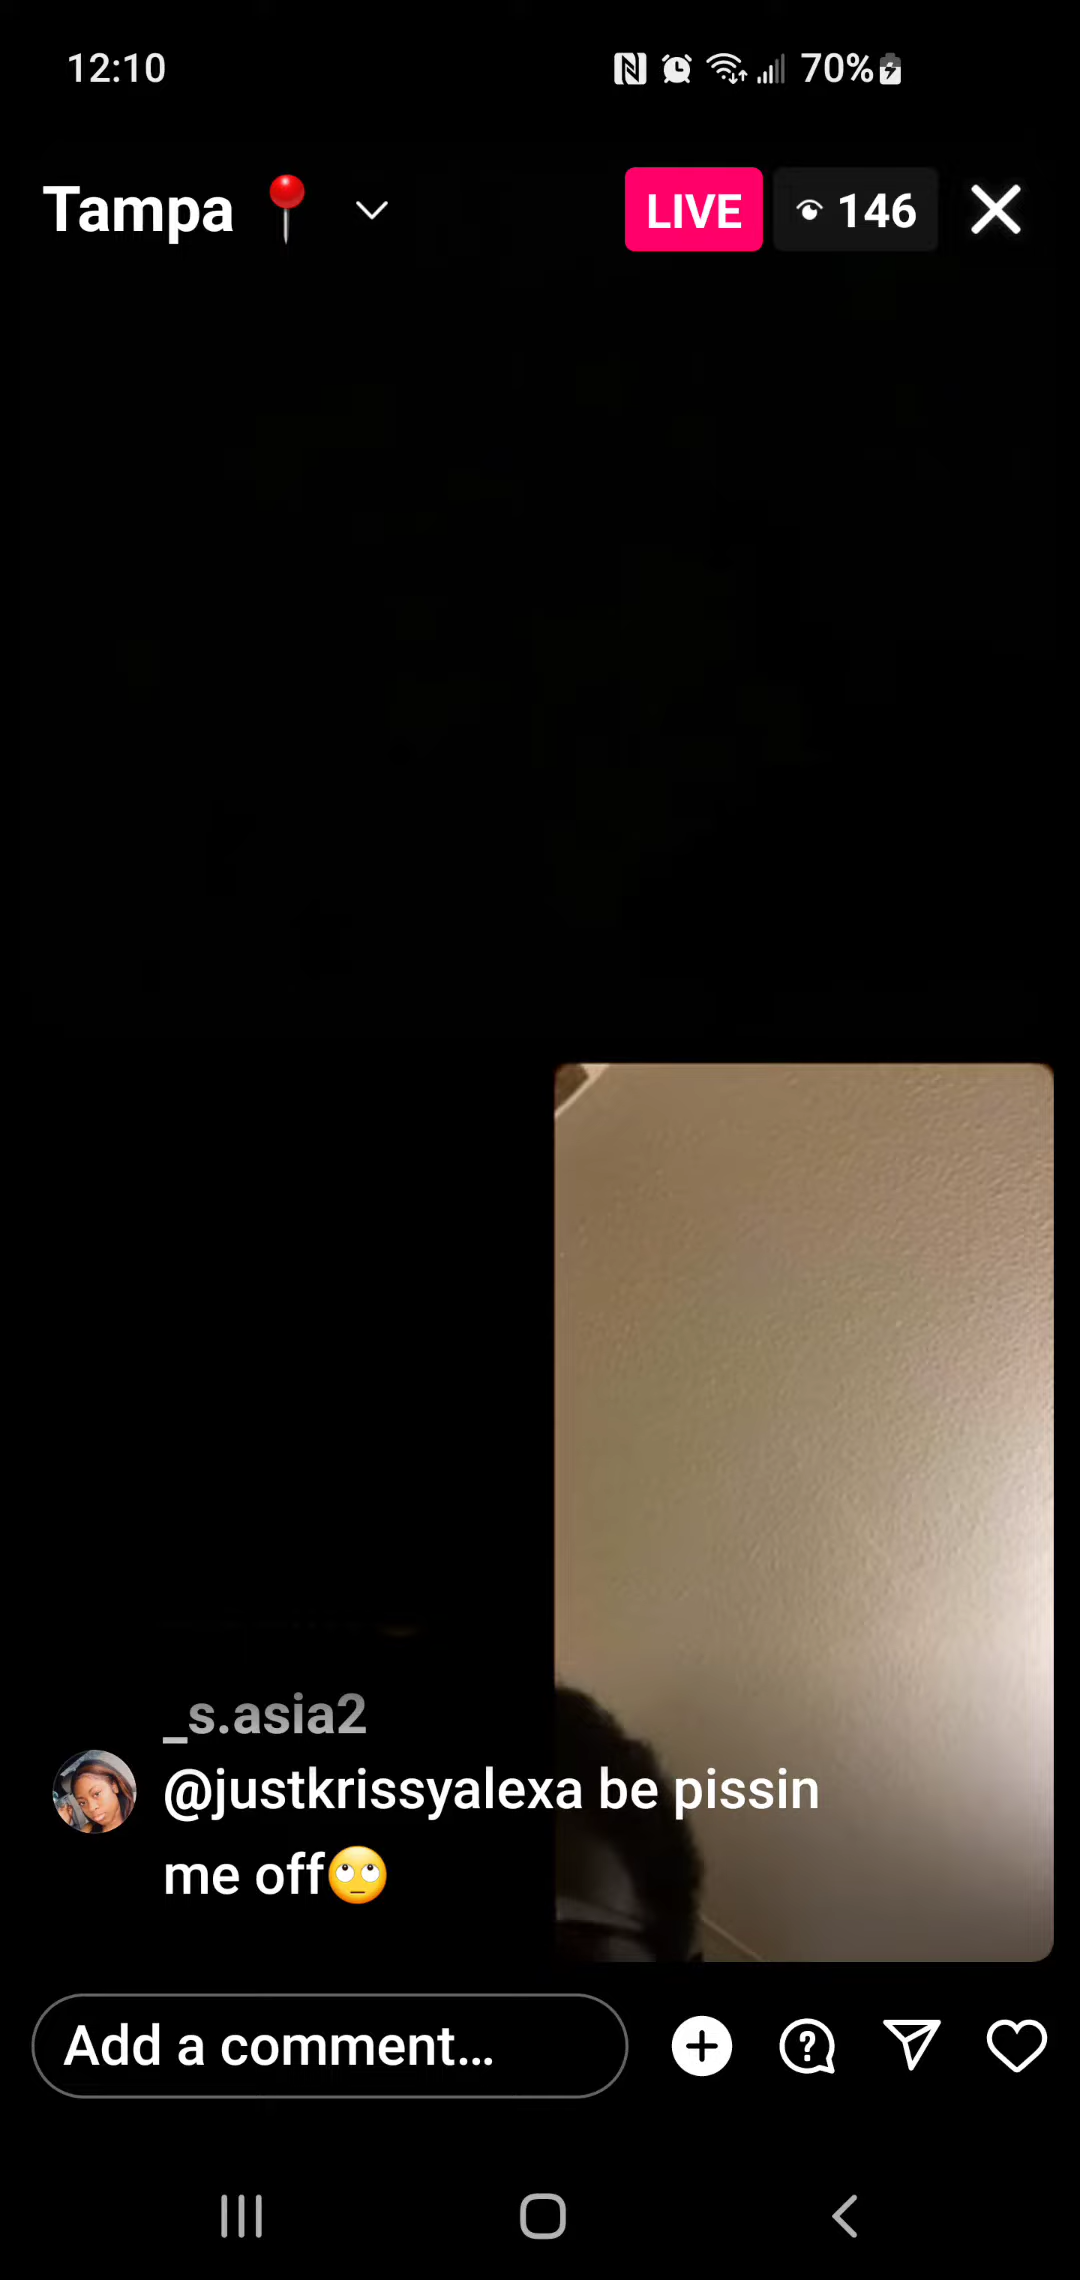 12:10 70%
Tampa 📍 LIVE 146
_s.asia2
@justkrissyalexa be pissin
me off🙄
Add a comment...